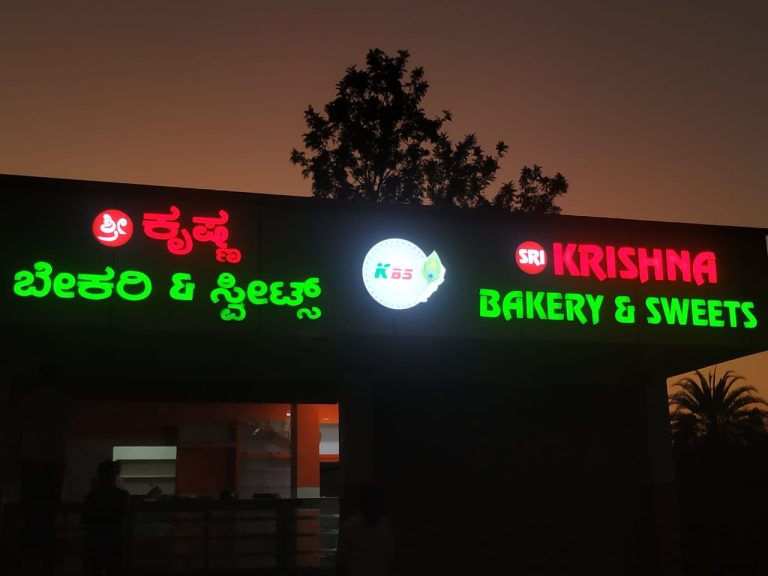 ಶ್ರೀ ಕೃಷ್ಣ
ಬೇಕರಿ & ಸ್ವೀಟ್ಸ್
KBS
SRI KRISHNA
BAKERY & SWEETS